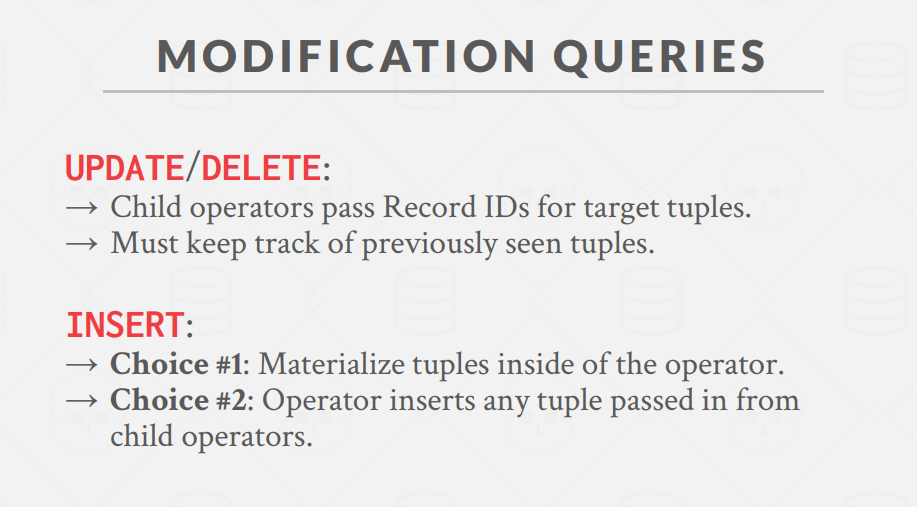 MODIFICATION QUERIES
UPDATE/DELETE:
→ Child operators pass Record IDs for target tuples.
→ Must keep track of previously seen tuples.
INSERT:
→ Choice #1: Materialize tuples inside of the operator.
→ Choice #2: Operator inserts any tuple passed in from
child operators.